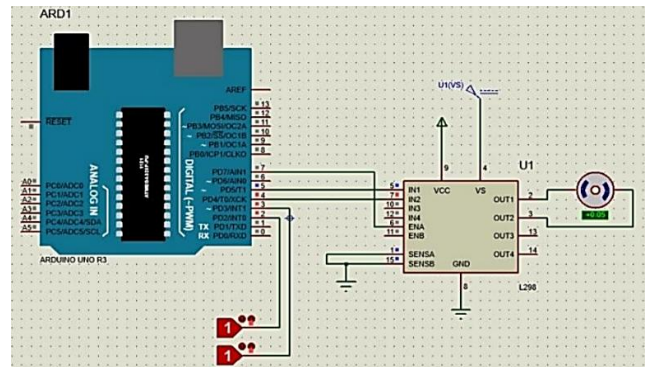 ARD1
RESET
AREF
PB5/SCK 13
PB4/MISO 12
~PB3/MOSI/OC2A 11
~ PB2/SS/OC1B 10
~ PB1/OC1A 9
PB0/ICP1/CLKO 8
PD7/AIN1 7
~ PD6/AIN0 6
~ PD5/T1 5
PD4/T0/XCK 4
~ PD3/INT1 3
PD2/INT0 2
TX PD1/TXD 1
RX PD0/RXD 0
ANALOG IN
DIGITAL (~PWM)
A0 PC0/ADC0
A1 PC1/ADC1
A2 PC2/ADC2
A3 PC3/ADC3
A4 PC4/ADC4/SDA
A5 PC5/ADC5/SCL
ARDUINO UNO R3
U1(VS)
U1
9 4
VCC VS
5 IN1
7 IN2
10 IN3
12 IN4
6 ENA
11 ENB
1 SENSA
15 SENSB
GND
8
OUT1 2
OUT2 3
OUT3 13
OUT4 14
L298
+0.05
1
1